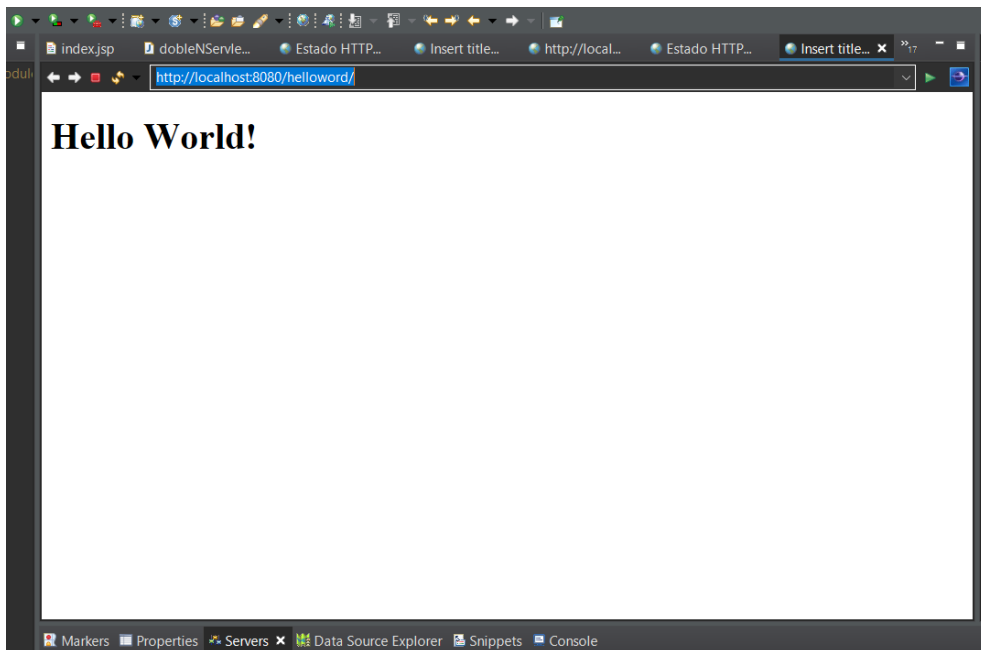 index.jsp dobleNServle... Estado HTTP... Insert title... http://local... Estado HTTP... Insert title... 17
odule
http://localhost:8080/helloword/
Hello World!
Markers Properties Servers Data Source Explorer Snippets Console